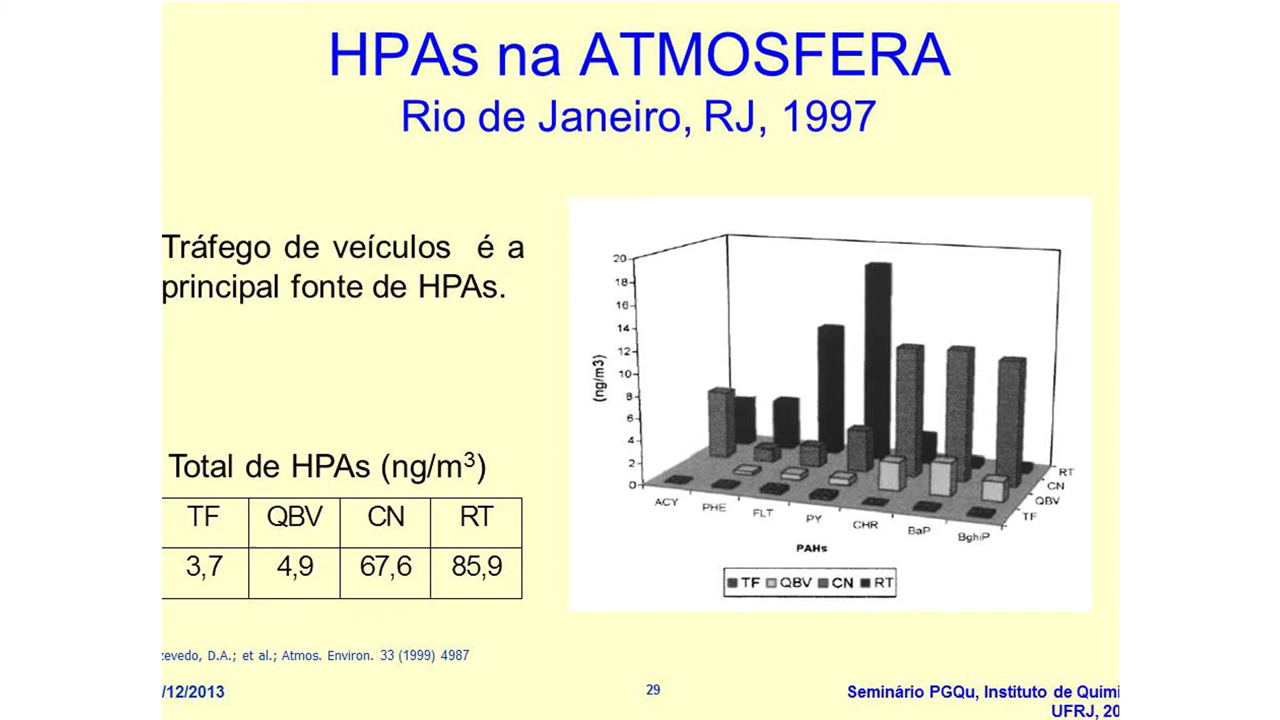 HPAs na ATMOSFERA
Rio de Janeiro, RJ, 1997
Tráfego de veículos é a
principal fonte de HPAs.
Total de HPAs (ng/m³)
TF QBV CN RT
3,7 4,9 67,6 85,9
(ng/m3)
20
18
16
14
12
10
8
6
4
2
0
ACY PHE FLT PY CHR BaP BghiP
RT
CN
QBV
TF
PAHs
TF QBV CN RT
zevedo, D.A.; et al.; Atmos. Environ. 33 (1999) 4987
/12/2013
29
Seminário PGQu, Instituto de Quími
UFRJ, 20